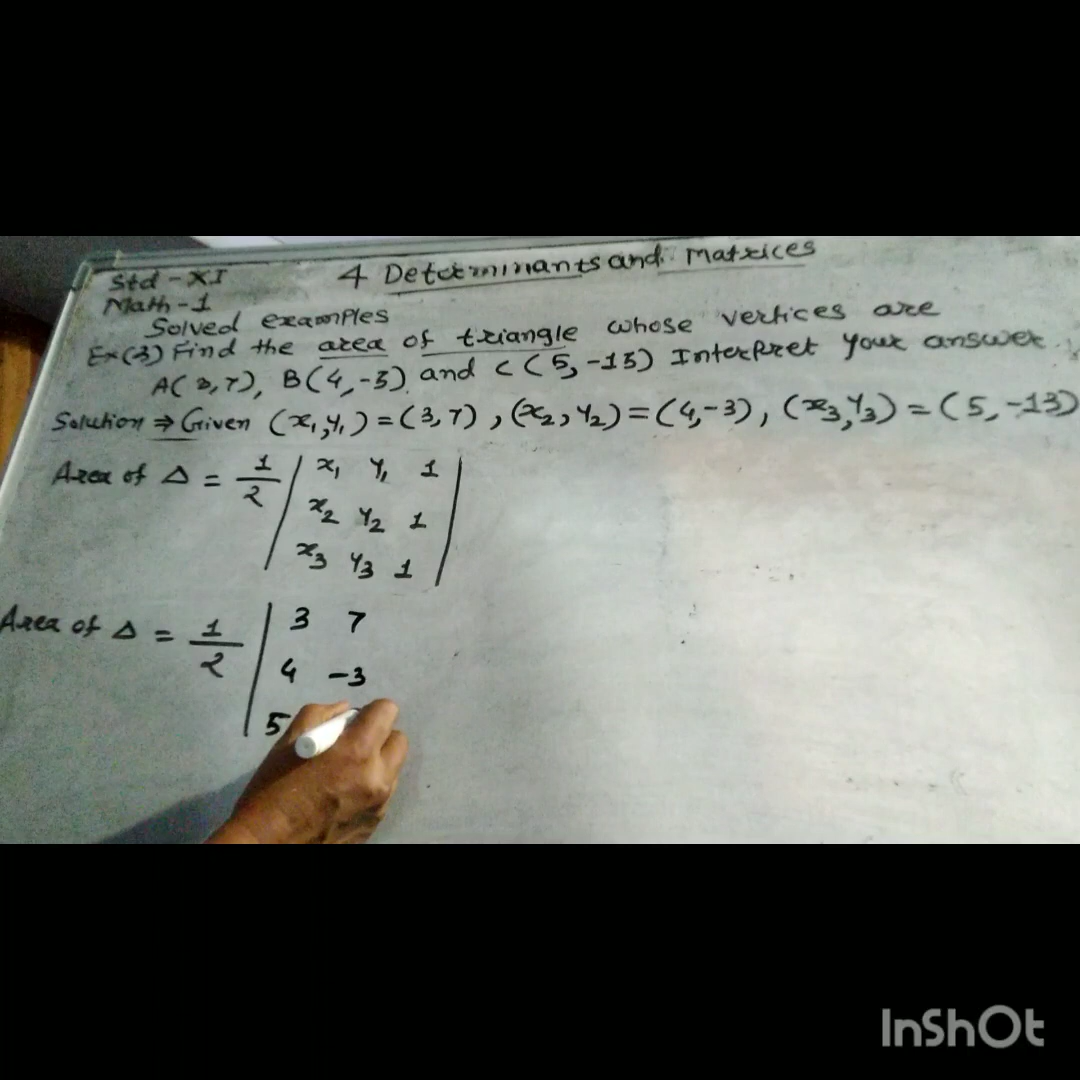 Std - XI 4 Determinants and Matrices
Math - 1
Solved examples
Ex(3) Find the area of triangle whose vertices are
A(3,7), B(4,-3) and C(5,-13) Interpret your answer.
Solution ⇒ Given (x₁,y₁) = (3,7), (x₂,y₂) = (4,-3), (x₃,y₃) = (5,-13)
Area of Δ = 1/2 | x₁ y₁ 1 |
x₂ y₂ 1
x₃ y₃ 1
Area of Δ = 1/2 | 3 7
4 -3
5
InShOt